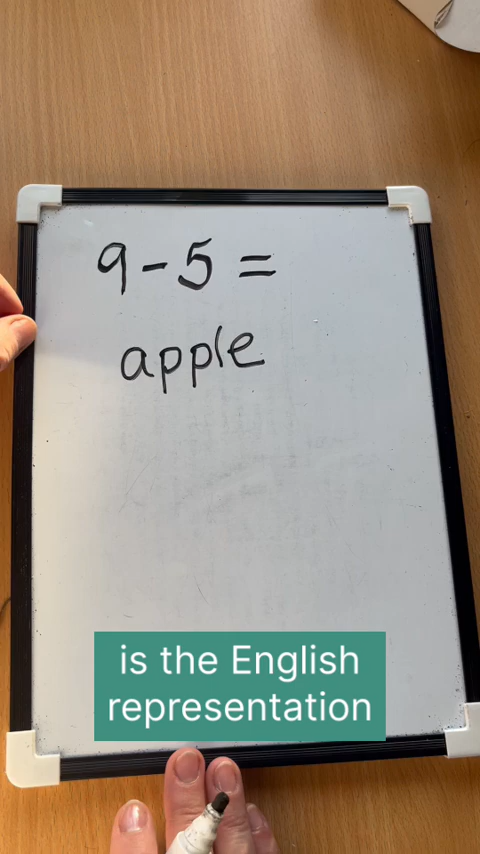 9 - 5 =
apple
is the English
representation